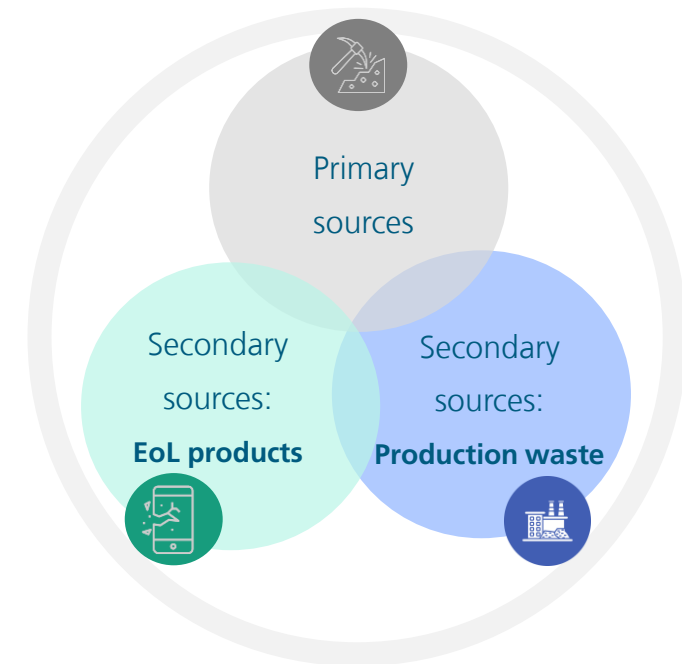 Primary
sources
Secondary
sources:
EoL products
Secondary
sources:
Production waste